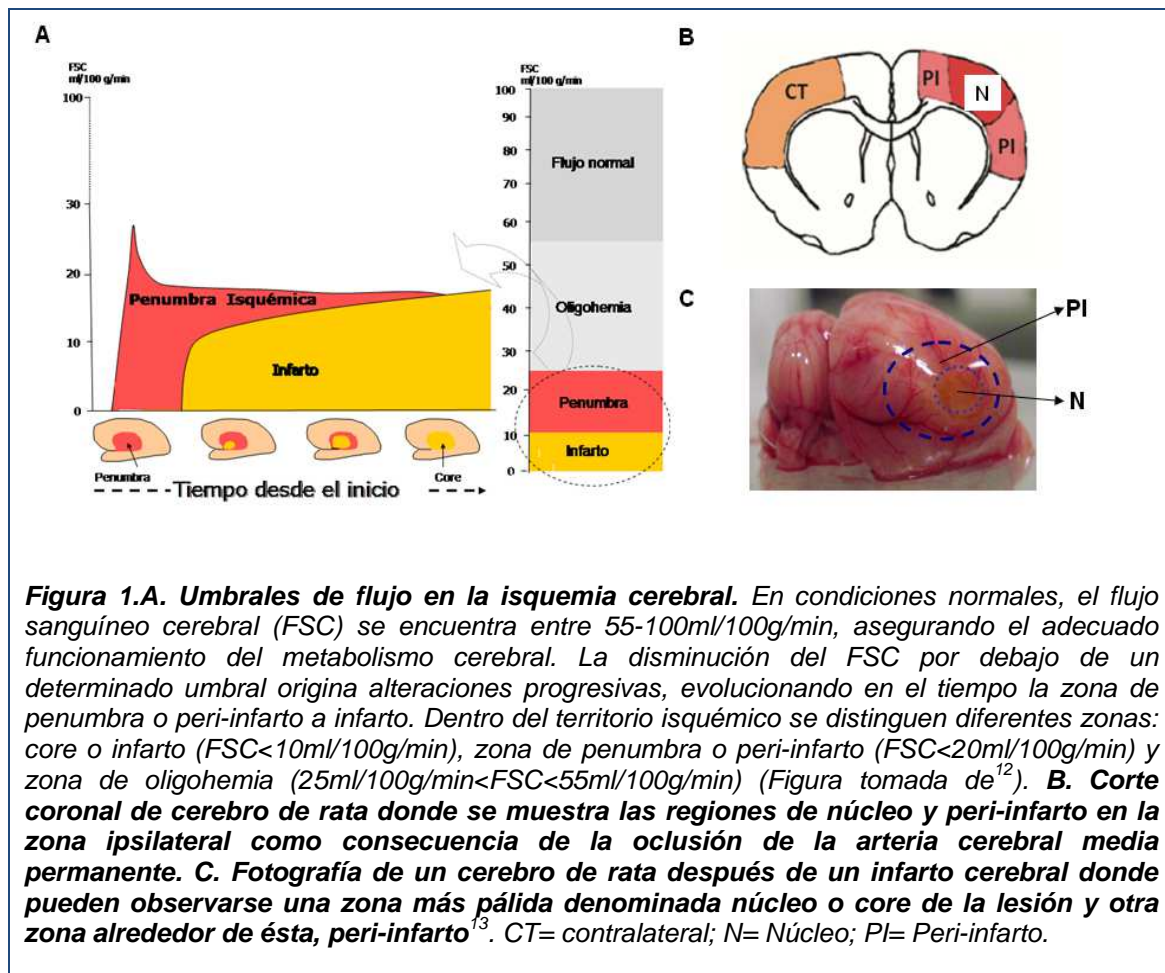 A
FSC
ml/100 g/min
100
30
20
10
0
Penumbra Isquémica
Infarto
Penumbra
Core
Tiempo desde el inicio
FSC
ml/100 g/min
100
90
80
70
60
50
40
30
20
10
0
Flujo normal
Oligohemia
Penumbra
Infarto
B
CT
PI
N
PI
C
PI
N
Figura 1.A. Umbrales de flujo en la isquemia cerebral. En condiciones normales, el flujo
sanguíneo cerebral (FSC) se encuentra entre 55-100ml/100g/min, asegurando el adecuado
funcionamiento del metabolismo cerebral. La disminución del FSC por debajo de un
determinado umbral origina alteraciones progresivas, evolucionando en el tiempo la zona de
penumbra o peri-infarto a infarto. Dentro del territorio isquémico se distinguen diferentes zonas:
core o infarto (FSC<10ml/100g/min), zona de penumbra o peri-infarto (FSC<20ml/100g/min) y
zona de oligohemia (25ml/100g/min<FSC<55ml/100g/min) (Figura tomada de12). B. Corte
coronal de cerebro de rata donde se muestra las regiones de núcleo y peri-infarto en la
zona ipsilateral como consecuencia de la oclusión de la arteria cerebral media
permanente. C. Fotografía de un cerebro de rata después de un infarto cerebral donde
pueden observarse una zona más pálida denominada núcleo o core de la lesión y otra
zona alrededor de ésta, peri-infarto13. CT= contralateral; N= Núcleo; PI= Peri-infarto.